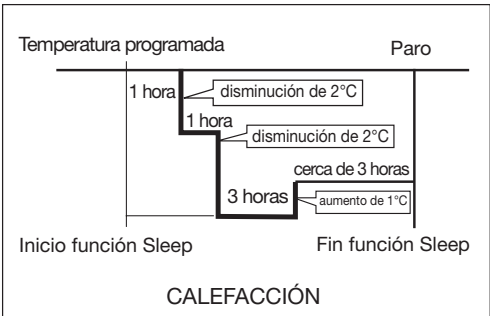 Temperatura programada
Paro
1 hora
disminución de 2°C
1 hora
disminución de 2°C
cerca de 3 horas
3 horas
aumento de 1°C
Inicio función Sleep
Fin función Sleep
CALEFACCIÓN